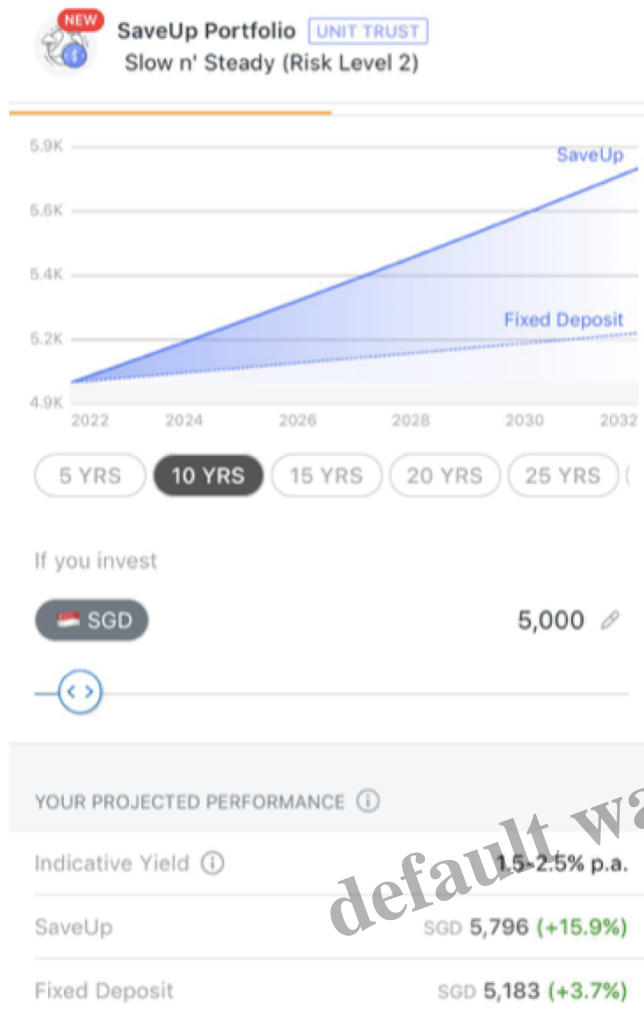 NEW
SaveUp Portfolio UNIT TRUST
Slow n' Steady (Risk Level 2)
5.9K
SaveUp
5.6K
5.4K
Fixed Deposit
5.2K
4.9K
2022 2024 2026 2028 2030 2032
5 YRS 10 YRS 15 YRS 20 YRS 25 YRS
If you invest
SGD 5,000
YOUR PROJECTED PERFORMANCE
Indicative Yield 1.5-2.5% p.a.
default wa
SaveUp SGD 5,796 (+15.9%)
Fixed Deposit SGD 5,183 (+3.7%)